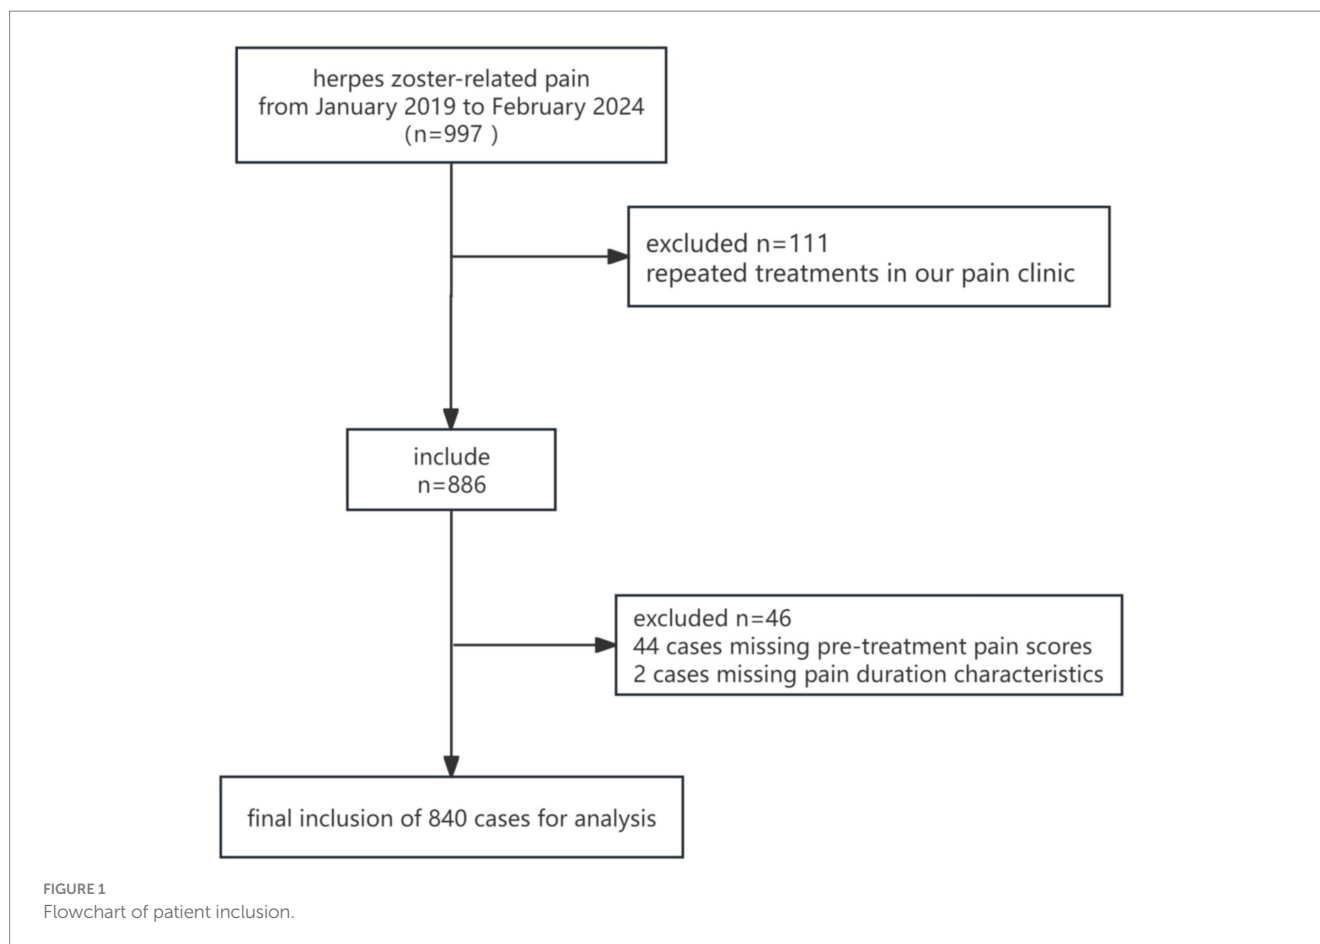 herpes zoster-related pain
from January 2019 to February 2024
(n=997 )
excluded n=111
repeated treatments in our pain clinic
include
n=886
excluded n=46
44 cases missing pre-treatment pain scores
2 cases missing pain duration characteristics
final inclusion of 840 cases for analysis
FIGURE 1
Flowchart of patient inclusion.